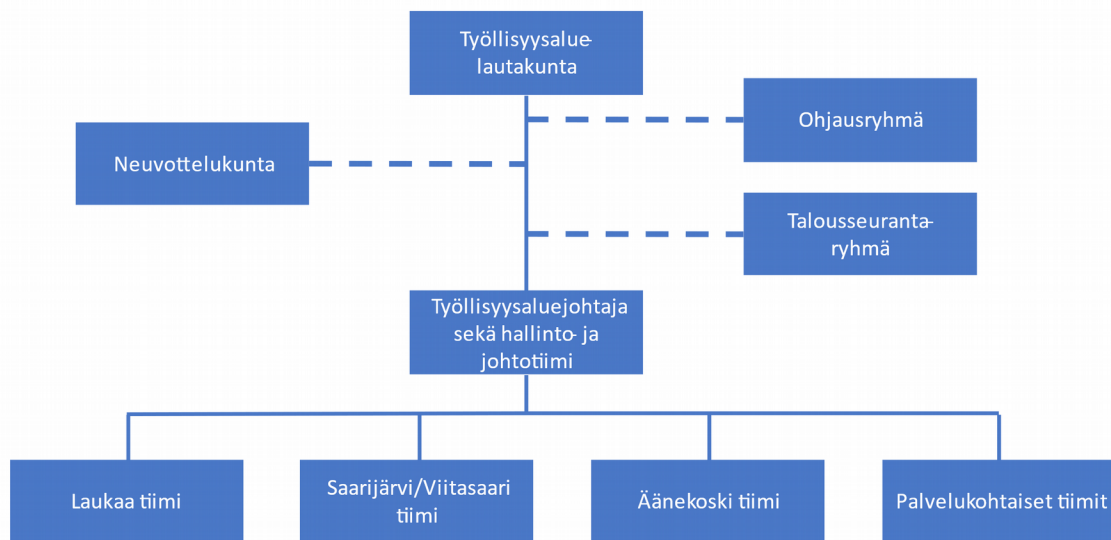 Työllisyysalue-
lautakunta
Ohjausryhmä
Neuvottelukunta
Talousseuranta-
ryhmä
Työllisyysaluejohtaja
sekä hallinto- ja
johtotiimi
Laukaa tiimi
Saarijärvi/Viitasaari
tiimi
Äänekoski tiimi
Palvelukohtaiset tiimit